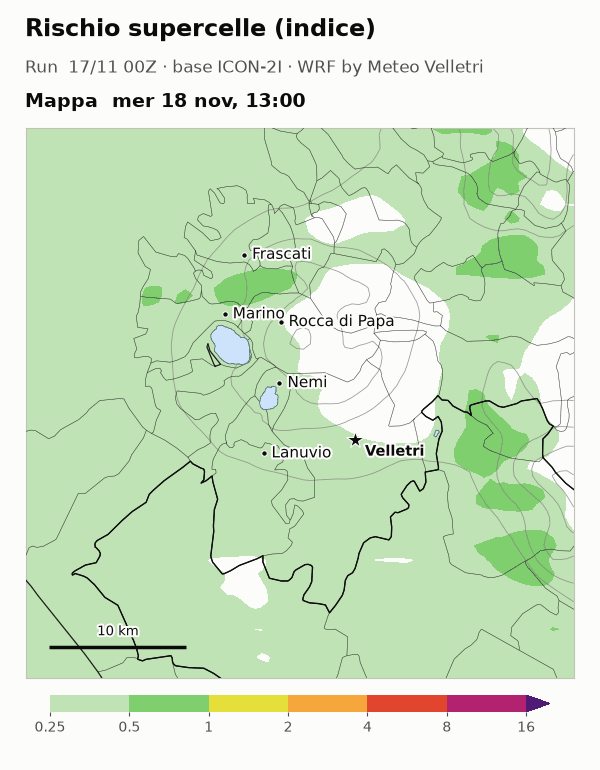 Rischio supercelle (indice)
Run  17/11 00Z · base ICON-2I · WRF by Meteo Velletri
Mappa  mer 18 nov, 13:00
Frascati
Marino
Rocca di Papa
Nemi
Velletri
Lanuvio
10 km
0.25 0.5 1 2 4 8 16